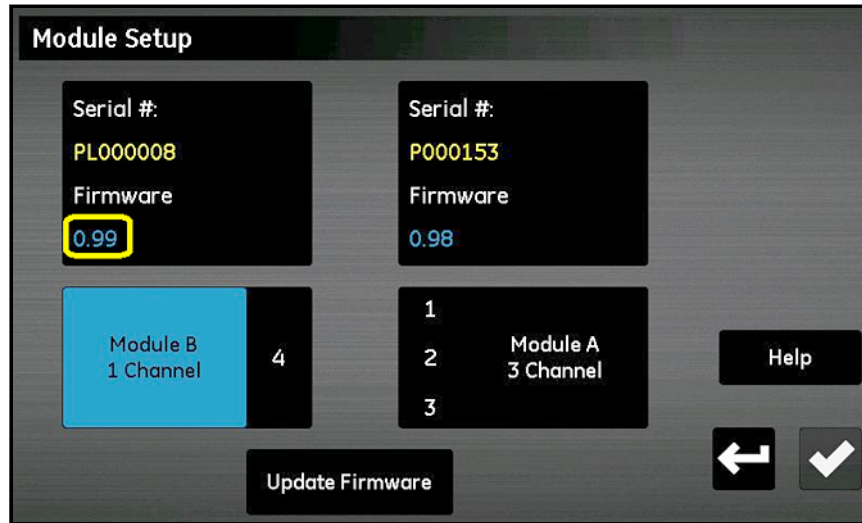 Module Setup
Serial #:
PL000008
Firmware
0.99
Serial #:
P000153
Firmware
0.98
Module B
1 Channel
4
1
2
3
Module A
3 Channel
Help
Update Firmware